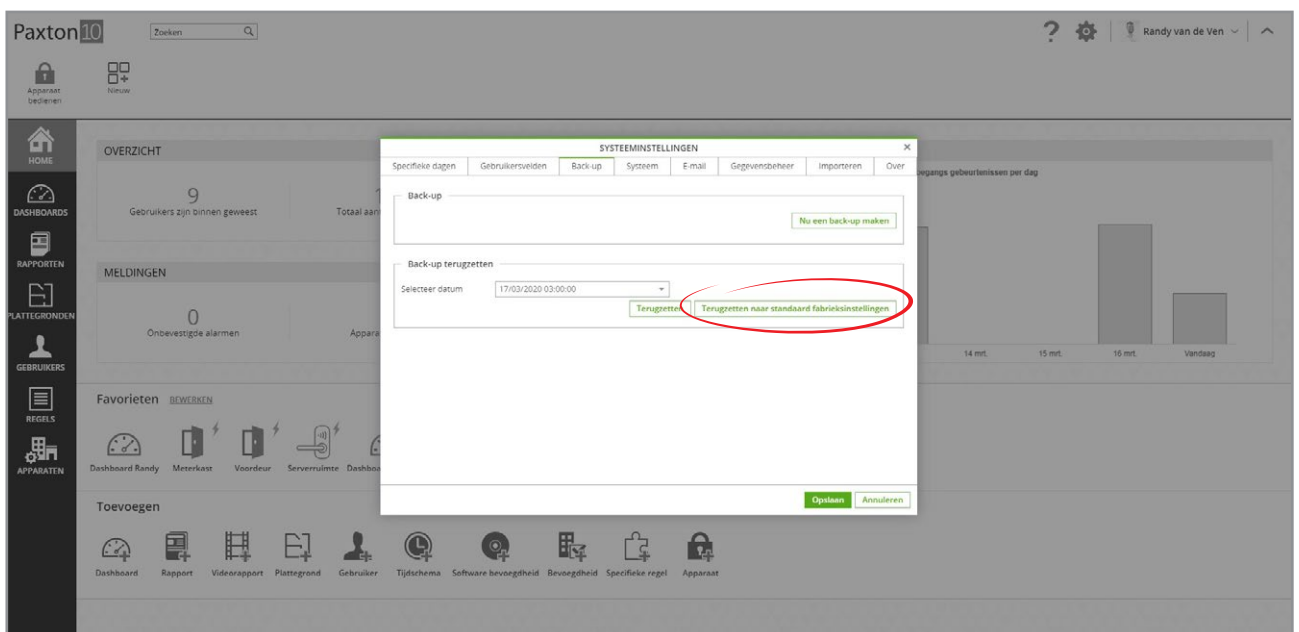 Paxton10
Zoeken
Randy van de Ven
Apparaat bedienen
Nieuw
HOME
DASHBOARDS
RAPPORTEN
PLATTEGRONDEN
GEBRUIKERS
REGELS
APPARATEN
OVERZICHT
9
Gebruikers zijn binnen geweest
Totaal aan
MELDINGEN
0
Onbevestigde alarmen
Appara
egangs gebeurtenissen per dag
14 mrt.
15 mrt.
16 mrt.
Vandaag
SYSTEEMINSTELLINGEN
Specifieke dagen
Gebruikersvelden
Back-up
Systeem
E-mail
Gegevensbeheer
Importeren
Over
Back-up
Nu een back-up maken
Back-up terugzetten
Selecteer datum
17/03/2020 03:00:00
Terugzetten
Terugzetten naar standaard fabrieksinstellingen
Opslaan
Annuleren
Favorieten
BEWERKEN
Dashboard Randy
Meterkast
Voordeur
Serverruimte
Dashboa
Toevoegen
Dashboard
Rapport
Videorapport
Plattegrond
Gebruiker
Tijdschema
Software bevoegdheid
Bevoegdheid
Specifieke regel
Apparaat